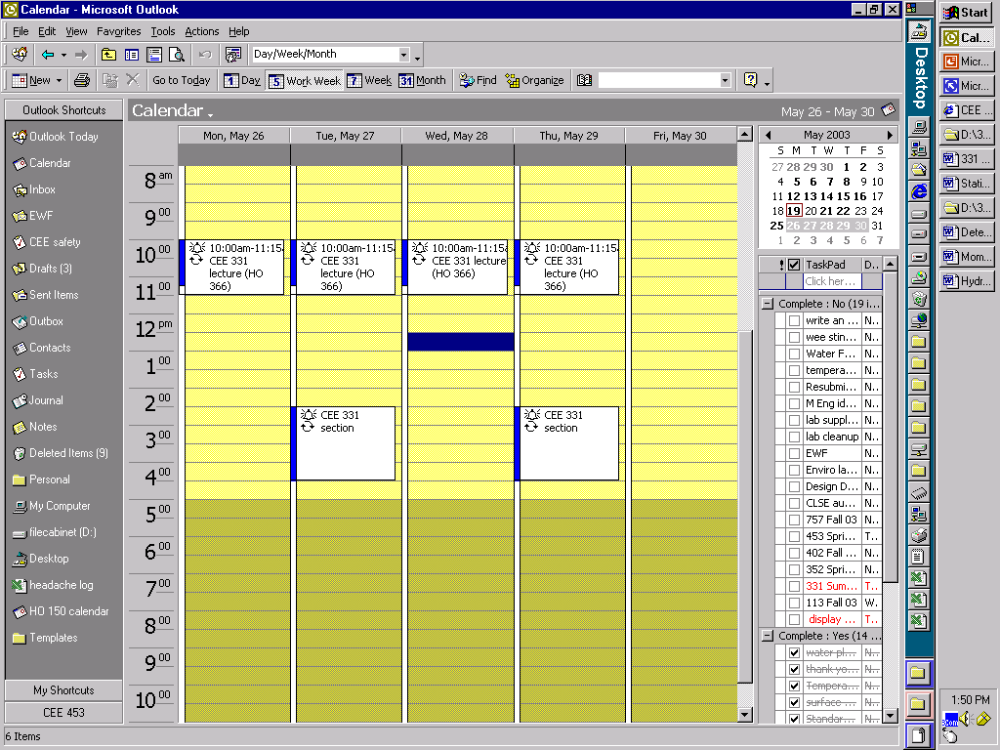 Calendar - Microsoft Outlook
File Edit View Favorites Tools Actions Help
Day/Week/Month
New Go to Today 1 Day 5 Work Week 7 Week 31 Month Find Organize
Outlook Shortcuts
Outlook Today
Calendar
Inbox
EWF
CEE safety
Drafts (3)
Sent Items
Outbox
Contacts
Tasks
Journal
Notes
Deleted Items (9)
Personal
My Computer
filecabinet (D:)
Desktop
headache log
HO 150 calendar
Templates
My Shortcuts
CEE 453
6 Items
Calendar
May 26 - May 30
Mon, May 26 Tue, May 27 Wed, May 28 Thu, May 29 Fri, May 30
8 am
9 00
10 00
11 00
12 pm
1 00
2 00
3 00
4 00
5 00
6 00
7 00
8 00
9 00
10 00
10:00am-11:15a
CEE 331
lecture (HO
366)
10:00am-11:15a
CEE 331
lecture (HO
366)
10:00am-11:15a
CEE 331 lecture
(HO 366)
10:00am-11:15a
CEE 331
lecture (HO
366)
CEE 331
section
CEE 331
section
May 2003
S M T W T F S
27 28 29 30 1 2 3
4 5 6 7 8 9 10
11 12 13 14 15 16 17
18 19 20 21 22 23 24
25 26 27 28 29 30 31
1 2 3 4 5 6 7
! TaskPad D..
Click her...
Complete : No (19 i...
write an ... N..
wee stin... N..
Water F... N..
tempera... N..
Resubmi... N..
M Eng id... N..
lab suppl... N..
lab cleanup N..
EWF N..
Enviro la... N..
Design D... N..
CLSE au... N..
757 Fall 03 N..
453 Spri... T..
402 Fall ... N..
352 Spri... N..
331 Sum... T..
113 Fall 03 W..
display ... T..
Complete : Yes (14 ...
water pl... N..
thank yo... N..
Tempera... N..
surface ... N..
Standar... N..
Desktop
Start
Cal...
Micr...
Micr...
CEE ...
D:\3...
331 ...
Stati...
D:\3...
Dete...
Mom...
Hydr...
1:50 PM
3Com